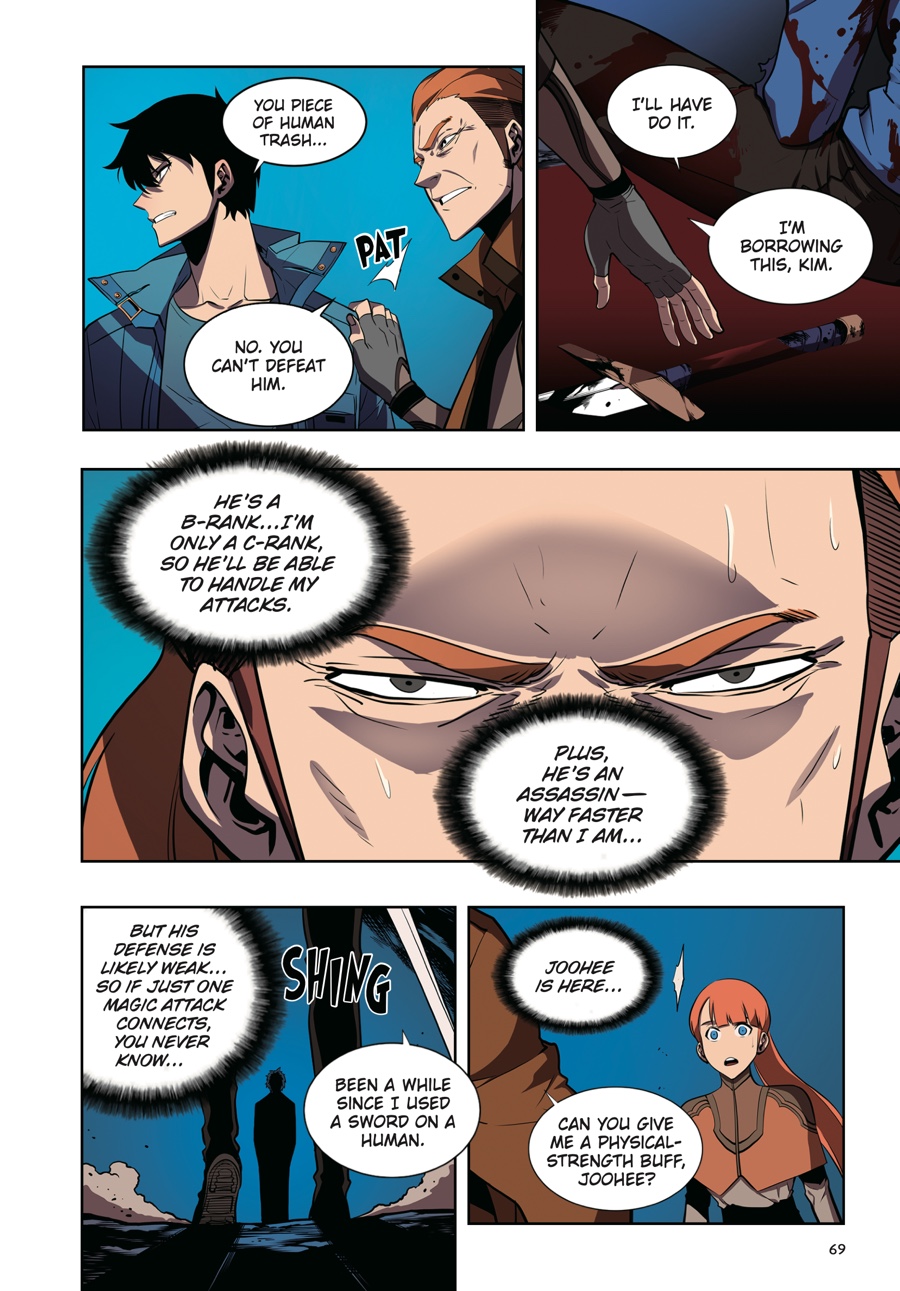 YOU PIECE
OF HUMAN
TRASH...
PAT
NO. YOU
CAN'T DEFEAT
HIM.
I'LL HAVE
DO IT.
I'M
BORROWING
THIS, KIM.
HE'S A
B-RANK...I'M
ONLY A C-RANK,
SO HE'LL BE ABLE
TO HANDLE MY
ATTACKS.
PLUS,
HE'S AN
ASSASSIN—
WAY FASTER
THAN I AM...
BUT HIS
DEFENSE IS
LIKELY WEAK...
SO IF JUST ONE
MAGIC ATTACK
CONNECTS,
YOU NEVER
KNOW...
SHING
BEEN A WHILE
SINCE I USED
A SWORD ON A
HUMAN.
JOOHEE
IS HERE...
CAN YOU GIVE
ME A PHYSICAL-
STRENGTH BUFF,
JOOHEE?
69